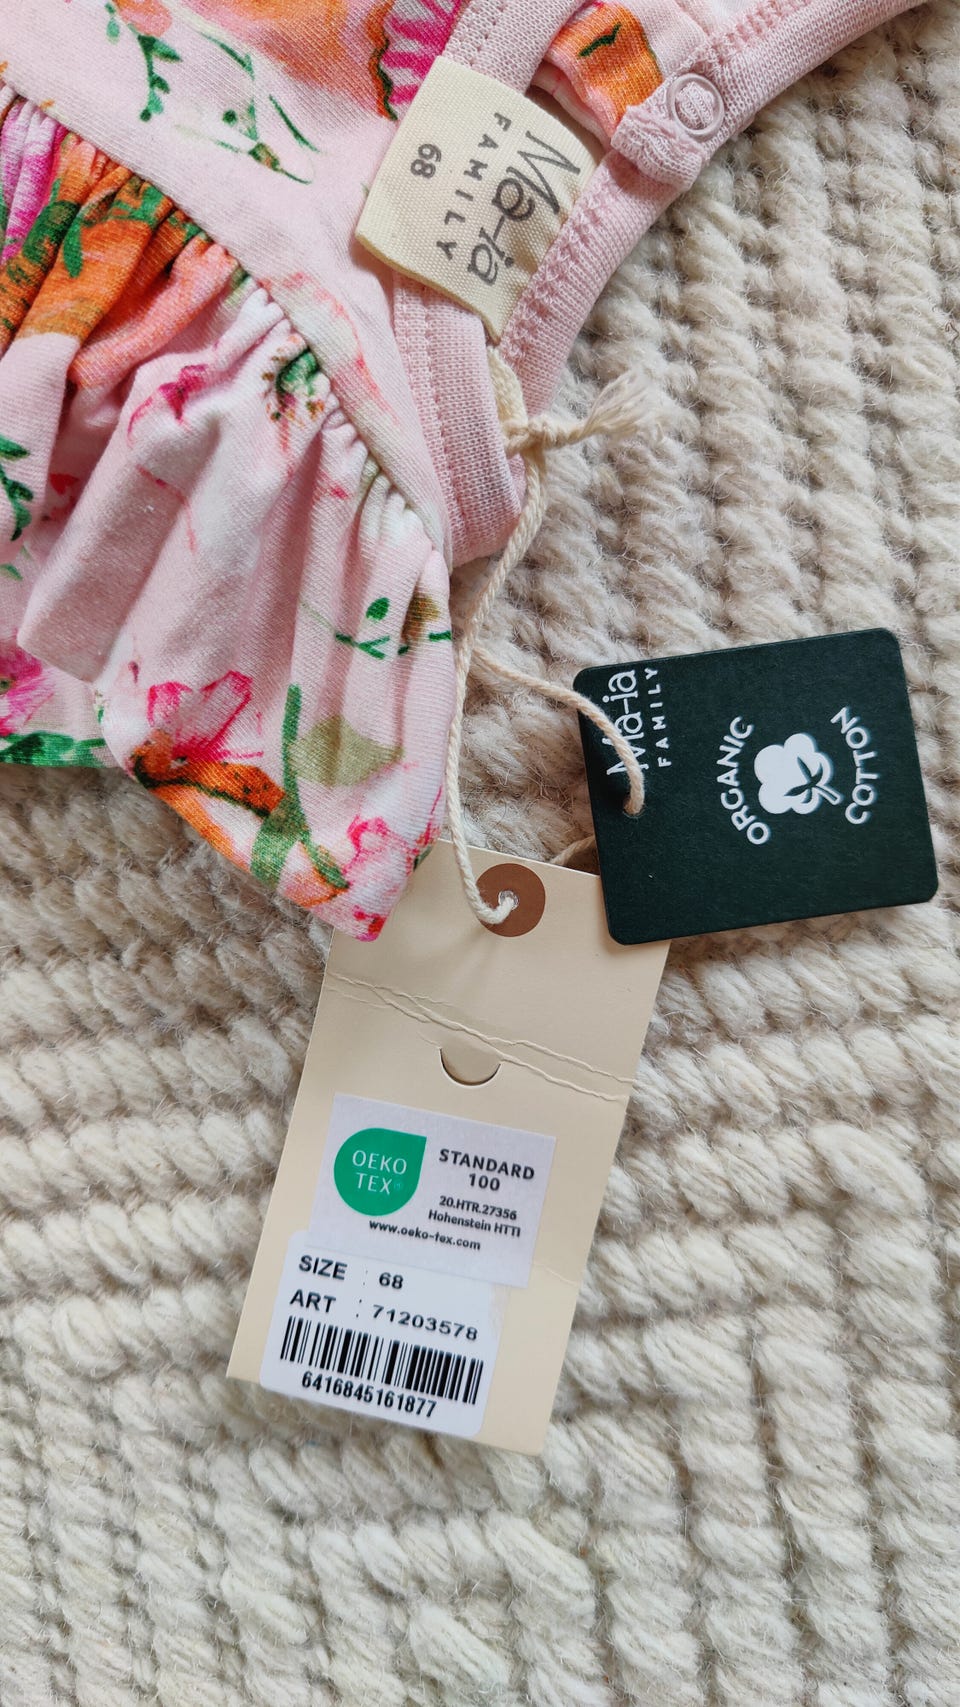 Ma-ia
FAMILY
68
Ma-ia
FAMILY
ORGANIC
COTTON
OEKO
TEX®
STANDARD
100
20.HTR.27356
Hohenstein HTTI
www.oeko-tex.com
SIZE : 68
ART : 71203578
6416845161877